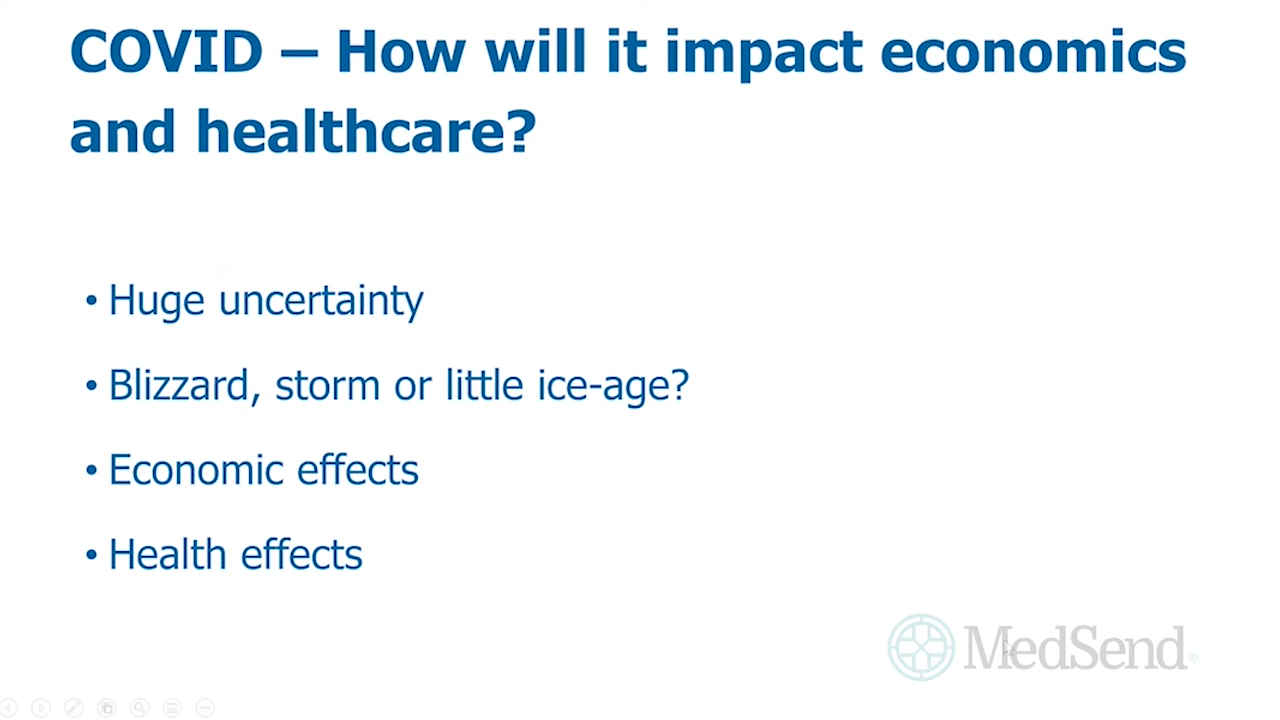 COVID – How will it impact economics
and healthcare?
• Huge uncertainty
• Blizzard, storm or little ice-age?
• Economic effects
• Health effects
MedSend®